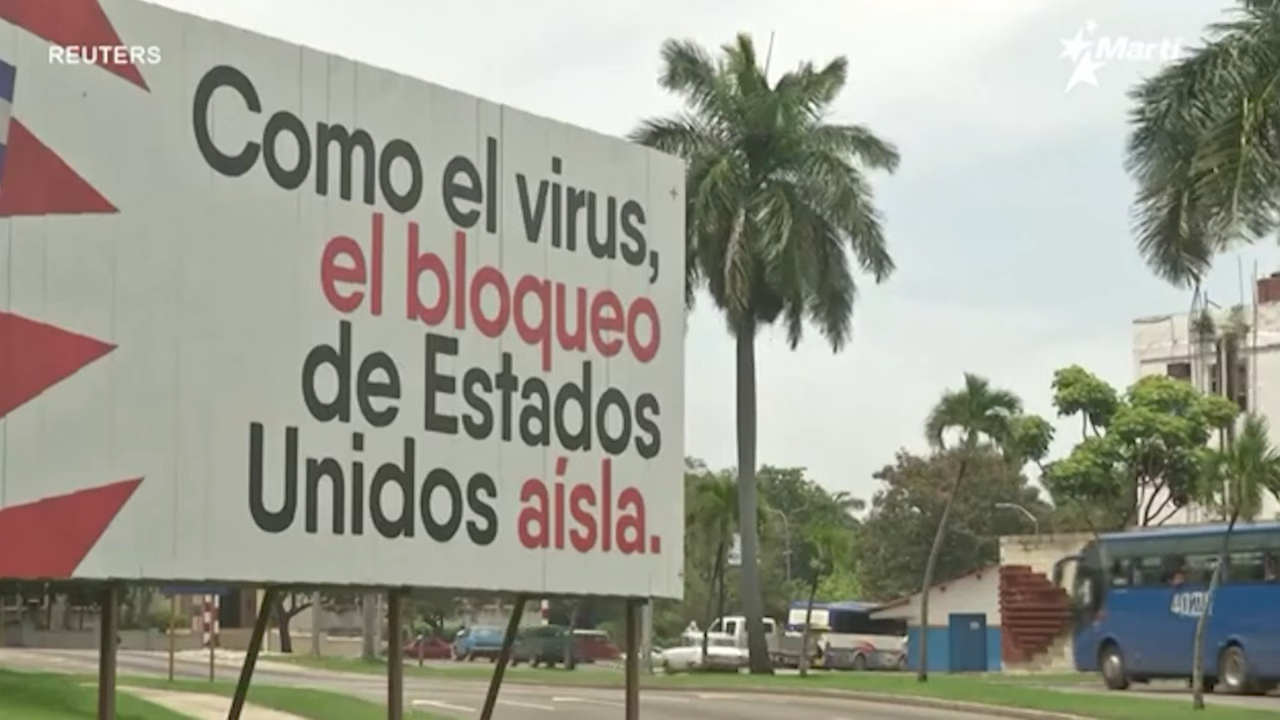 REUTERS
Martí
Como el virus,
el bloqueo
de Estados
Unidos aísla.